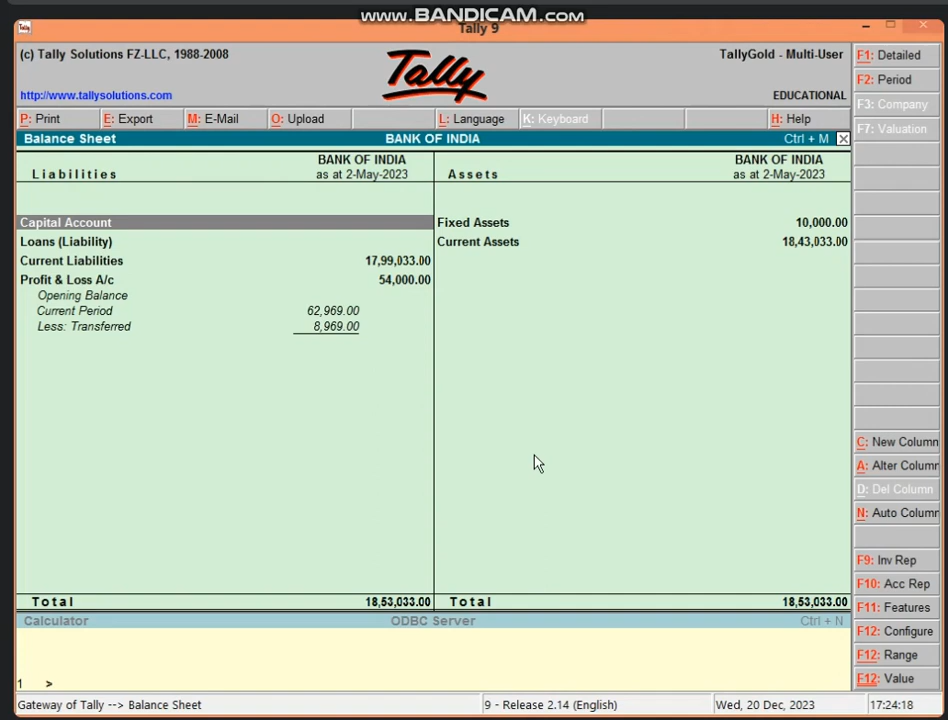 www.BANDICAM.com
Tally
Tally 9
(c) Tally Solutions FZ-LLC, 1988-2008
Tally
TallyGold - Multi-User
http://www.tallysolutions.com
EDUCATIONAL
P: Print E: Export M: E-Mail O: Upload L: Language K: Keyboard H: Help
Balance Sheet BANK OF INDIA Ctrl + M
Liabilities BANK OF INDIA as at 2-May-2023
Assets BANK OF INDIA as at 2-May-2023
Capital Account
Loans (Liability)
Current Liabilities 17,99,033.00
Profit & Loss A/c 54,000.00
Opening Balance
Current Period 62,969.00
Less: Transferred 8,969.00
Fixed Assets 10,000.00
Current Assets 18,43,033.00
Total 18,53,033.00 Total 18,53,033.00
Calculator ODBC Server Ctrl + N
1 >
Gateway of Tally --> Balance Sheet 9 - Release 2.14 (English) Wed, 20 Dec, 2023 17:24:18
F1: Detailed
F2: Period
F3: Company
F7: Valuation
C: New Column
A: Alter Column
D: Del Column
N: Auto Column
F9: Inv Rep
F10: Acc Rep
F11: Features
F12: Configure
F12: Range
F12: Value